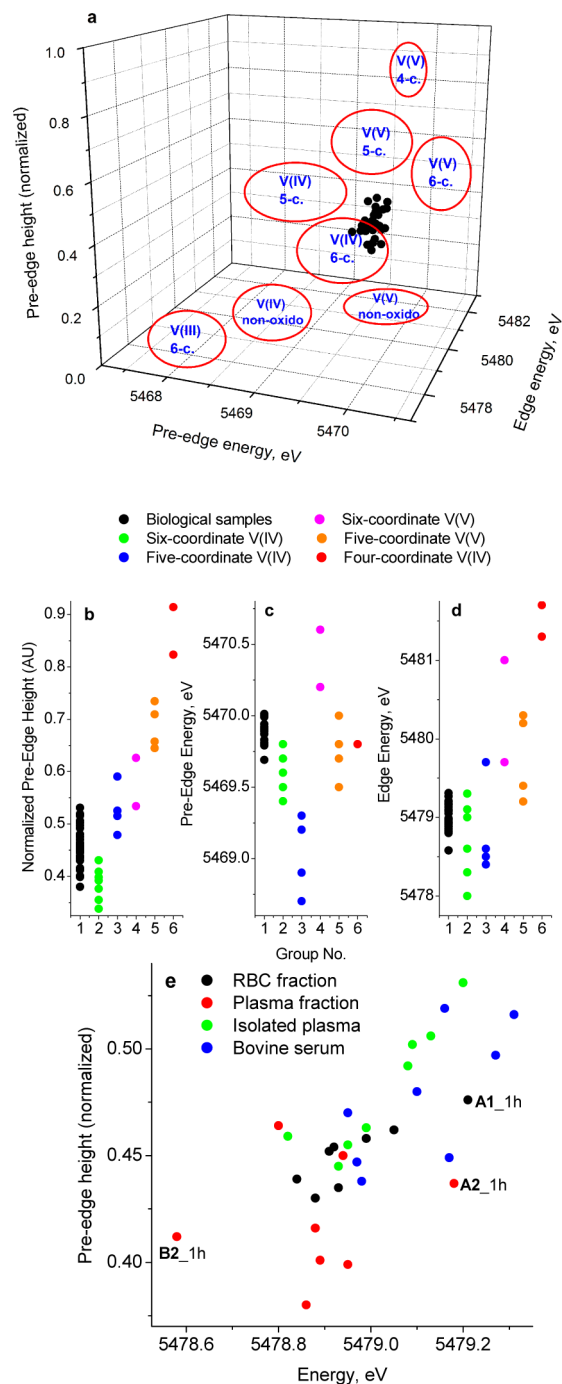 a
1.0
0.8
0.6
0.4
0.2
0.0
Pre-edge height (normalized)
V(V)
4-c.
V(V)
5-c.
V(V)
6-c.
V(IV)
5-c.
V(IV)
6-c.
V(IV)
non-oxido
V(V)
non-oxido
V(III)
6-c.
5468
5469
5470
Pre-edge energy, eV
5478
5480
5482
Edge energy, eV
Biological samples
Six-coordinate V(V)
Six-coordinate V(IV)
Five-coordinate V(V)
Five-coordinate V(IV)
Four-coordinate V(IV)
b
0.9
0.8
0.7
0.6
0.5
0.4
Normalized Pre-Edge Height (AU)
1 2 3 4 5 6
c
5470.5
5470.0
5469.5
5469.0
Pre-Edge Energy, eV
1 2 3 4 5 6
Group No.
d
5481
5480
5479
5478
Edge Energy, eV
1 2 3 4 5 6
e
RBC fraction
Plasma fraction
Isolated plasma
Bovine serum
0.50
0.45
0.40
Pre-edge height (normalized)
A1_1h
A2_1h
B2_1h
5478.6 5478.8 5479.0 5479.2
Energy, eV